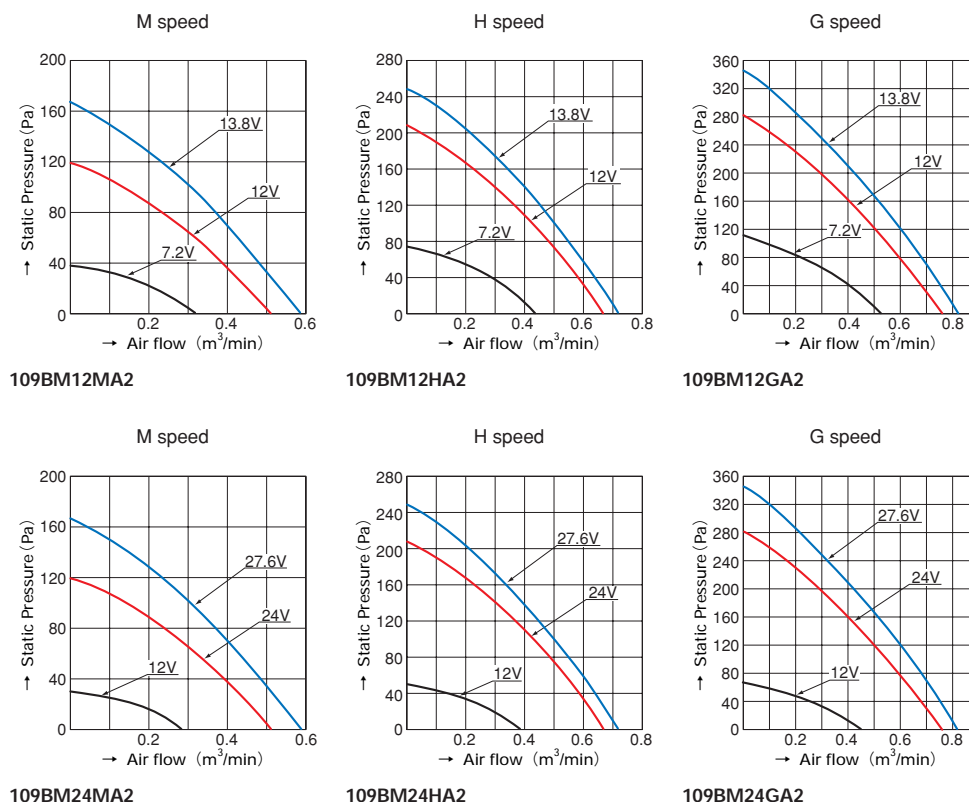 M speed
→ Static Pressure (Pa)
200
160
120
80
40
0
13.8V
12V
7.2V
0.2
0.4
0.6
→ Air flow (m³/min)
109BM12MA2
H speed
→ Static Pressure (Pa)
280
240
200
160
120
80
40
0
13.8V
12V
7.2V
0.2
0.4
0.6
0.8
→ Air flow (m³/min)
109BM12HA2
G speed
→ Static Pressure (Pa)
360
320
280
240
200
160
120
80
40
0
13.8V
12V
7.2V
0.2
0.4
0.6
0.8
→ Air flow (m³/min)
109BM12GA2
M speed
→ Static Pressure (Pa)
200
160
120
80
40
0
27.6V
24V
12V
0.2
0.4
0.6
→ Air flow (m³/min)
109BM24MA2
H speed
→ Static Pressure (Pa)
280
240
200
160
120
80
40
0
27.6V
24V
12V
0.2
0.4
0.6
0.8
→ Air flow (m³/min)
109BM24HA2
G speed
→ Static Pressure (Pa)
360
320
280
240
200
160
120
80
40
0
27.6V
24V
12V
0.2
0.4
0.6
0.8
→ Air flow (m³/min)
109BM24GA2